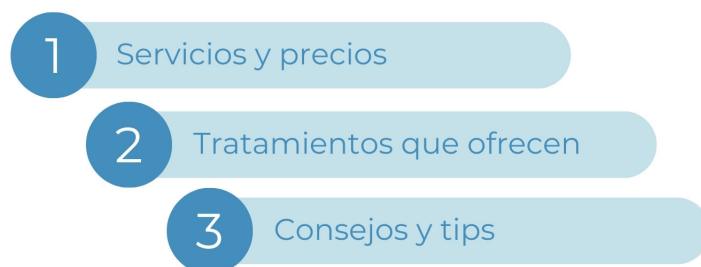 1 Servicios y precios
2 Tratamientos que ofrecen
3 Consejos y tips